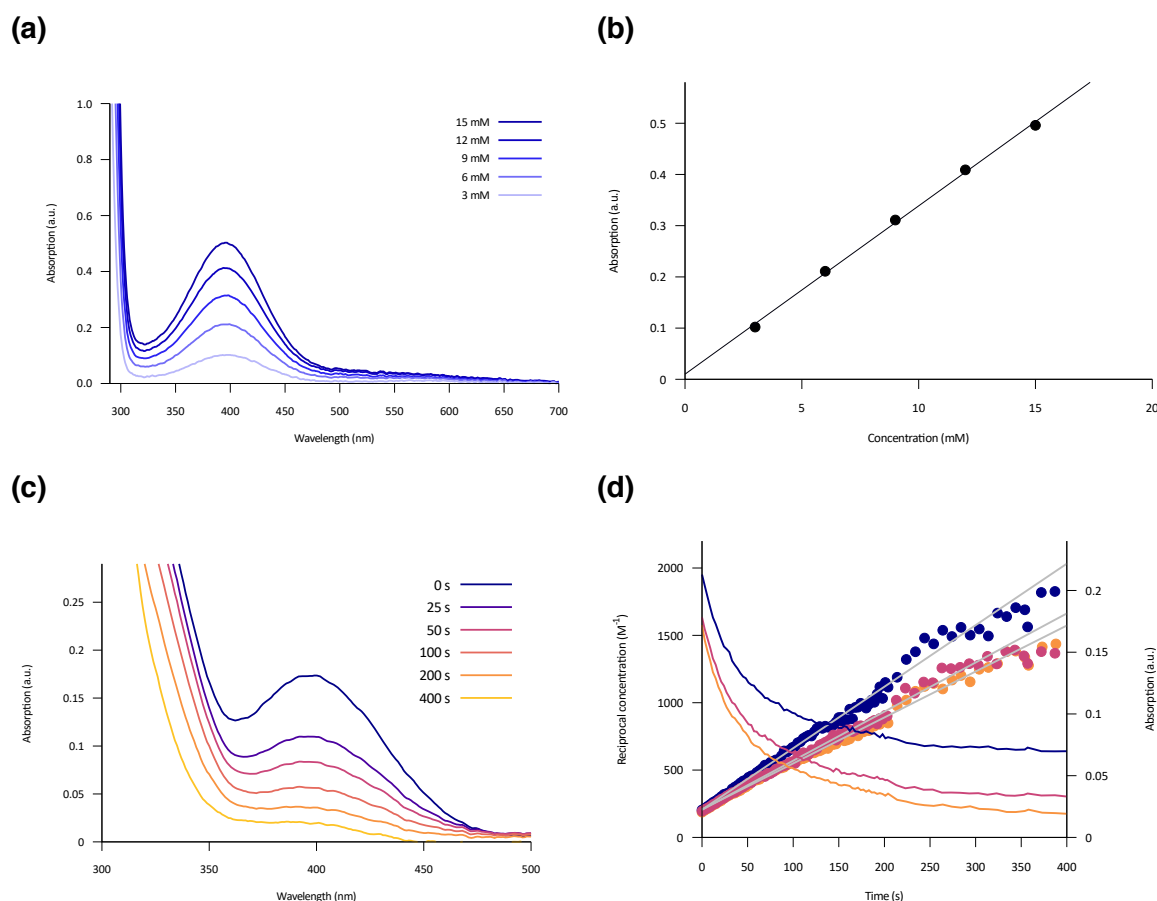 (a)
1.0
0.8
0.6
0.4
0.2
0.0
Absorption (a.u.)
15 mM
12 mM
9 mM
6 mM
3 mM
300 350 400 450 500 550 600 650 700
Wavelength (nm)
(b)
0.5
0.4
0.3
0.2
0.1
0
Absorption (a.u.)
0 5 10 15 20
Concentration (mM)
(c)
0.25
0.2
0.15
0.1
0.05
0
Absorption (a.u.)
0 s
25 s
50 s
100 s
200 s
400 s
300 350 400 450 500
Wavelength (nm)
(d)
2000
1500
1000
500
0
Reciprocal concentration (M⁻¹)
0.2
0.15
0.1
0.05
0
Absorption (a.u.)
0 50 100 150 200 250 300 350 400
Time (s)